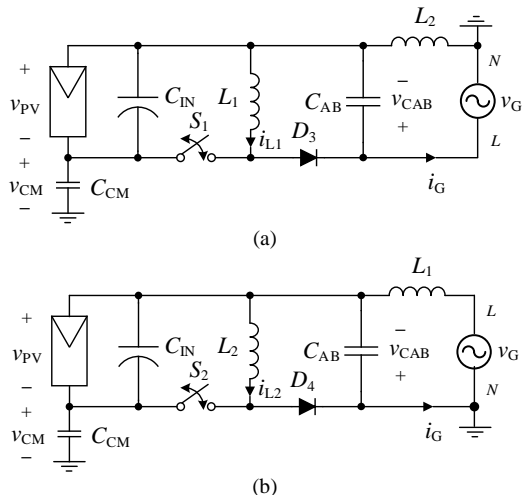 L2
N
+
vPV
−
CIN
L1
CAB
−
vCAB
+
vG
S1
iL1
D3
L
+
vCM
−
CCM
iG
(a)
L1
L
+
vPV
−
CIN
L2
CAB
−
vCAB
+
vG
S2
iL2
D4
N
+
vCM
−
CCM
iG
(b)